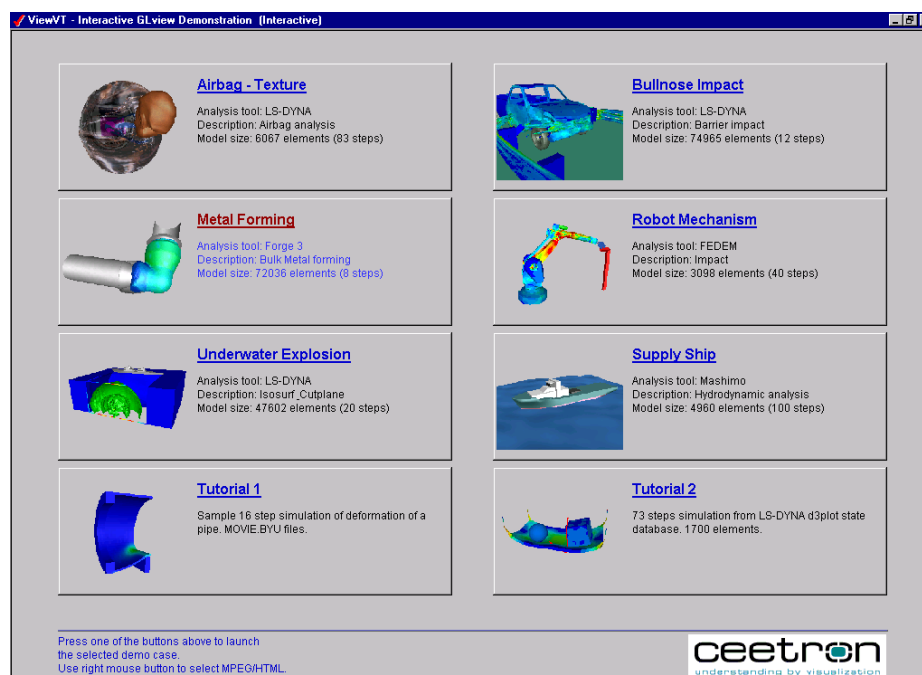 ViewVT - Interactive GLview Demonstration (Interactive)
Airbag - Texture
Analysis tool: LS-DYNA
Description: Airbag analysis
Model size: 6067 elements (83 steps)
Bullnose Impact
Analysis tool: LS-DYNA
Description: Barrier impact
Model size: 74965 elements (12 steps)
Metal Forming
Analysis tool: Forge 3
Description: Bulk Metal forming
Model size: 72036 elements (8 steps)
Robot Mechanism
Analysis tool: FEDEM
Description: Impact
Model size: 3098 elements (40 steps)
Underwater Explosion
Analysis tool: LS-DYNA
Description: Isosurf_Cutplane
Model size: 47602 elements (20 steps)
Supply Ship
Analysis tool: Mashimo
Description: Hydrodynamic analysis
Model size: 4960 elements (100 steps)
Tutorial 1
Sample 16 step simulation of deformation of a
pipe. MOVIE.BYU files.
Tutorial 2
73 steps simulation from LS-DYNA d3plot state
database. 1700 elements.
Press one of the buttons above to launch
the selected demo case.
Use right mouse button to select MPEG/HTML.
ceetron
understanding by visualization